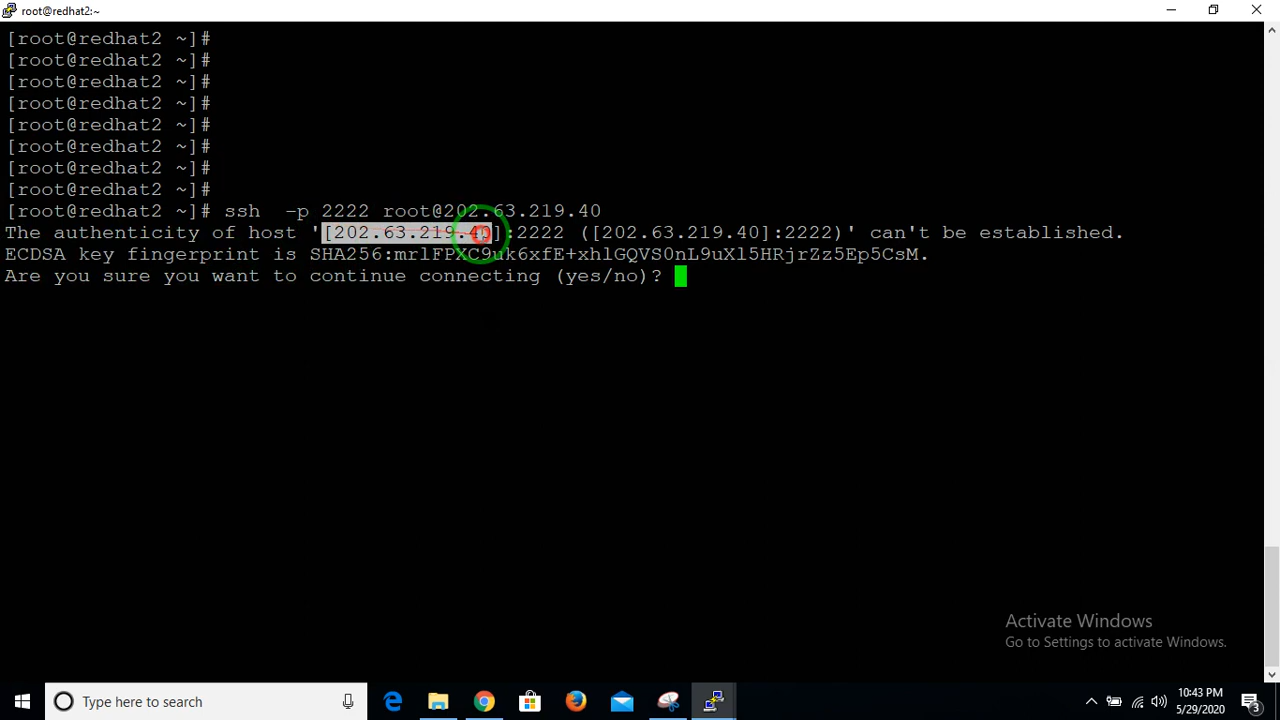 root@redhat2:~
[root@redhat2 ~]#
[root@redhat2 ~]#
[root@redhat2 ~]#
[root@redhat2 ~]#
[root@redhat2 ~]#
[root@redhat2 ~]#
[root@redhat2 ~]#
[root@redhat2 ~]#
[root@redhat2 ~]# ssh  -p 2222 root@202.63.219.40
The authenticity of host '[202.63.219.40]:2222 ([202.63.219.40]:2222)' can't be established.
ECDSA key fingerprint is SHA256:mrlFPXC9uk6xfE+xhlGQVS0nL9uXl5HRjrZz5Ep5CsM.
Are you sure you want to continue connecting (yes/no)?
Activate Windows
Go to Settings to activate Windows.
Type here to search
10:43 PM
5/29/2020
3